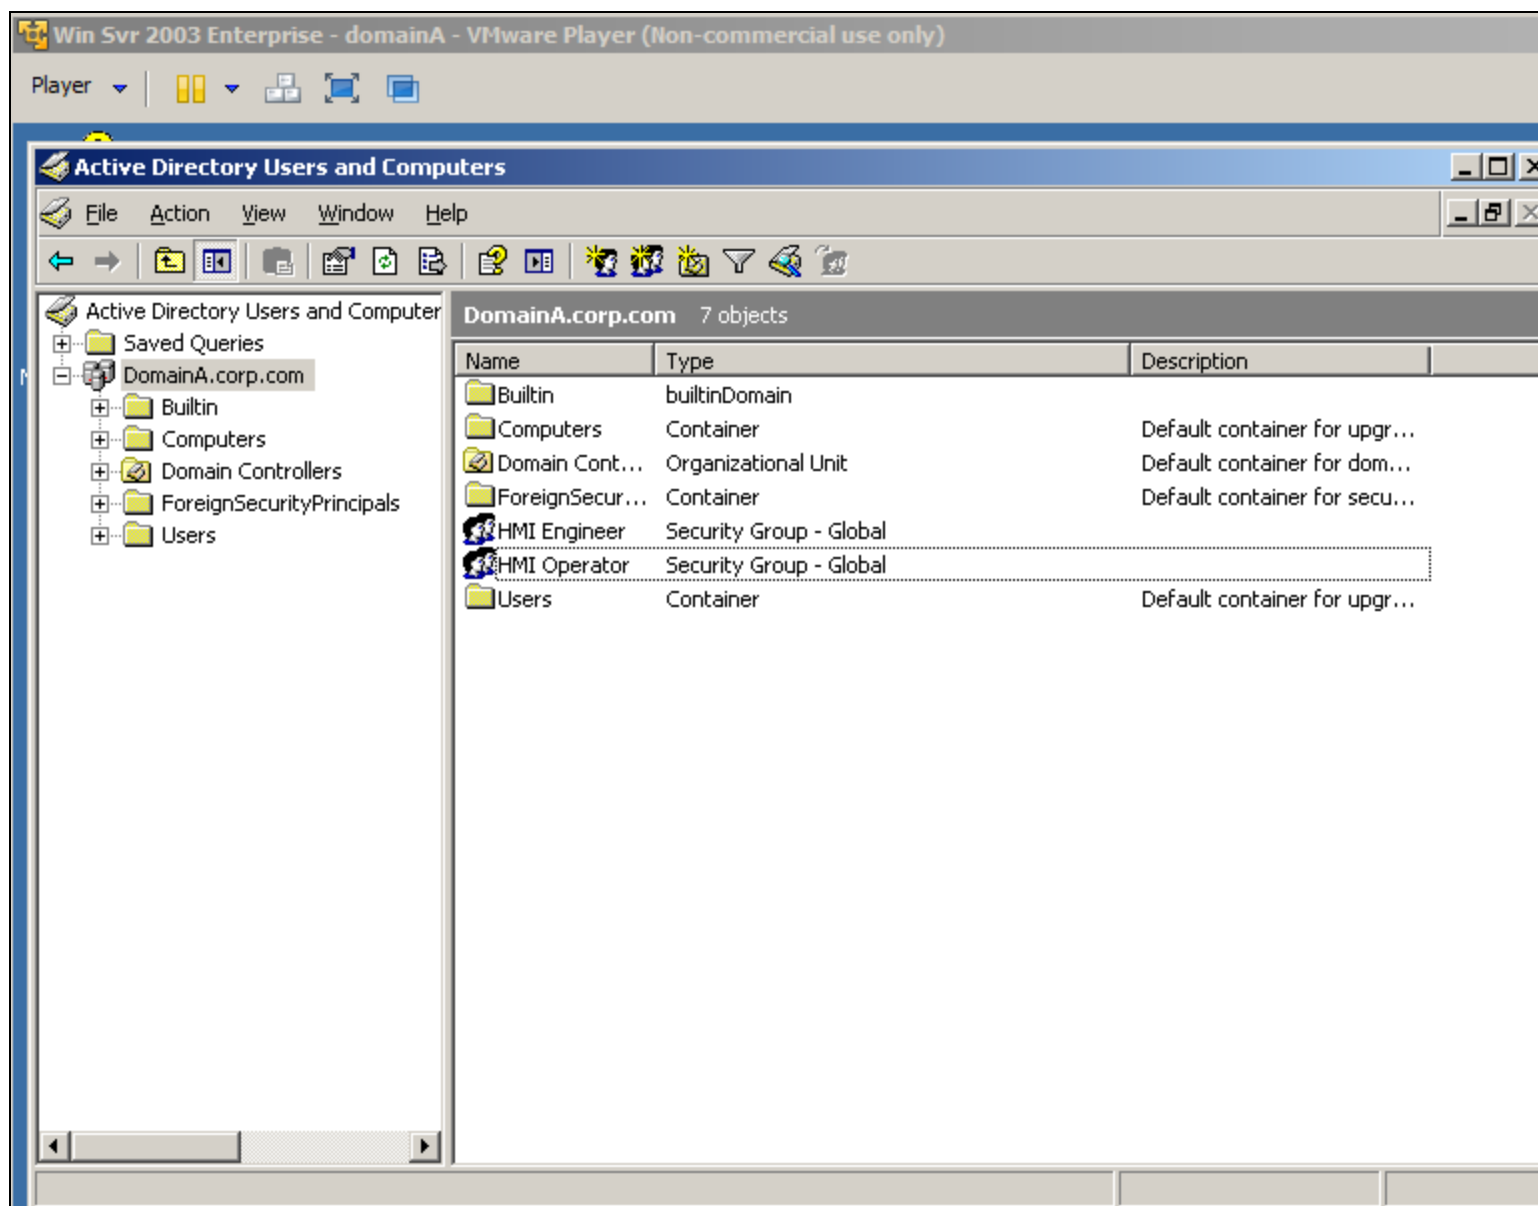 Win Svr 2003 Enterprise - domainA - VMware Player (Non-commercial use only)
Player
Active Directory Users and Computers
File Action View Window Help
Active Directory Users and Computer
Saved Queries
DomainA.corp.com
Builtin
Computers
Domain Controllers
ForeignSecurityPrincipals
Users
DomainA.corp.com 7 objects
Name Type Description
Builtin builtinDomain
Computers Container Default container for upgr...
Domain Cont... Organizational Unit Default container for dom...
ForeignSecur... Container Default container for secu...
HMI Engineer Security Group - Global
HMI Operator Security Group - Global
Users Container Default container for upgr...